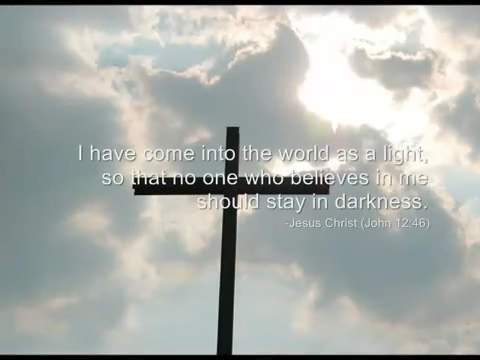 I have come into the world as a light,
so that no one who believes in me
should stay in darkness.
-Jesus Christ (John 12:46)